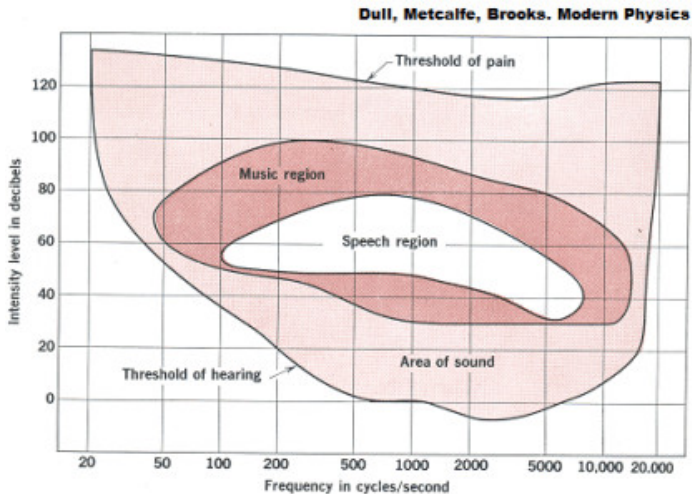 Dull, Metcalfe, Brooks. Modern Physics
Threshold of pain
120
100
Music region
80
Speech region
60
40
20
Area of sound
Threshold of hearing
0
Intensity level in decibels
20 50 100 200 500 1000 2000 5000 10,000 20.000
Frequency in cycles/second